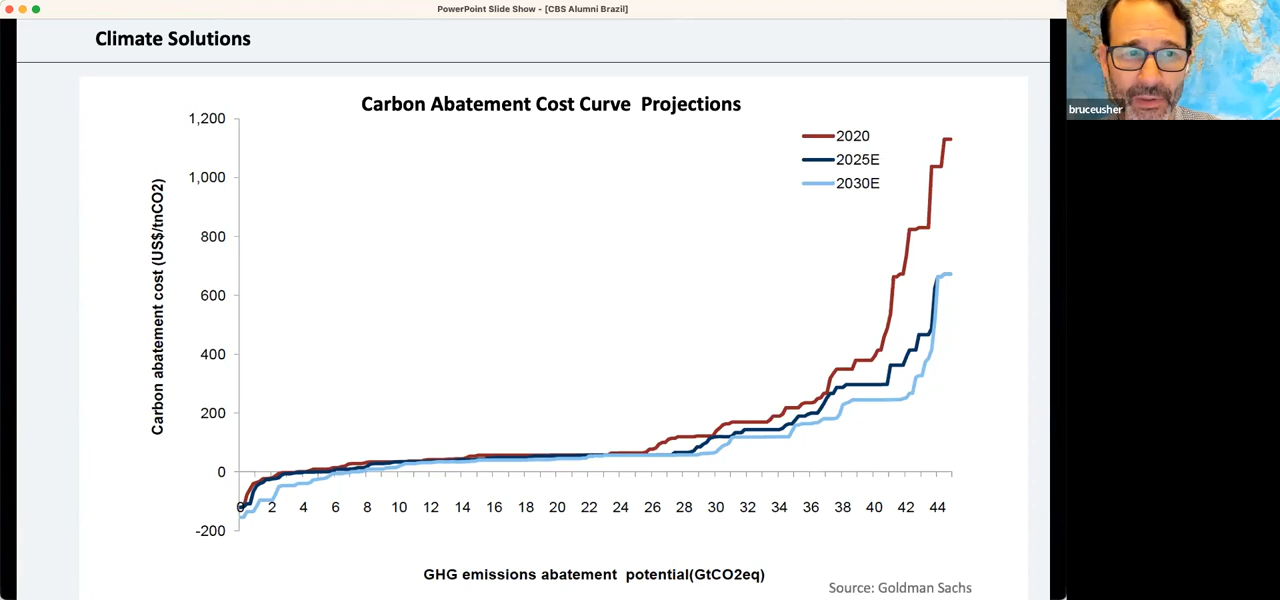 PowerPoint Slide Show - [CBS Alumni Brazil]
Climate Solutions
bruceusher
Carbon Abatement Cost Curve Projections
2020
2025E
2030E
1,200
1,000
800
600
400
200
0
-200
Carbon abatement cost (US$/tnCO2)
0 2 4 6 8 10 12 14 16 18 20 22 24 26 28 30 32 34 36 38 40 42 44
GHG emissions abatement potential(GtCO2eq)
Source: Goldman Sachs